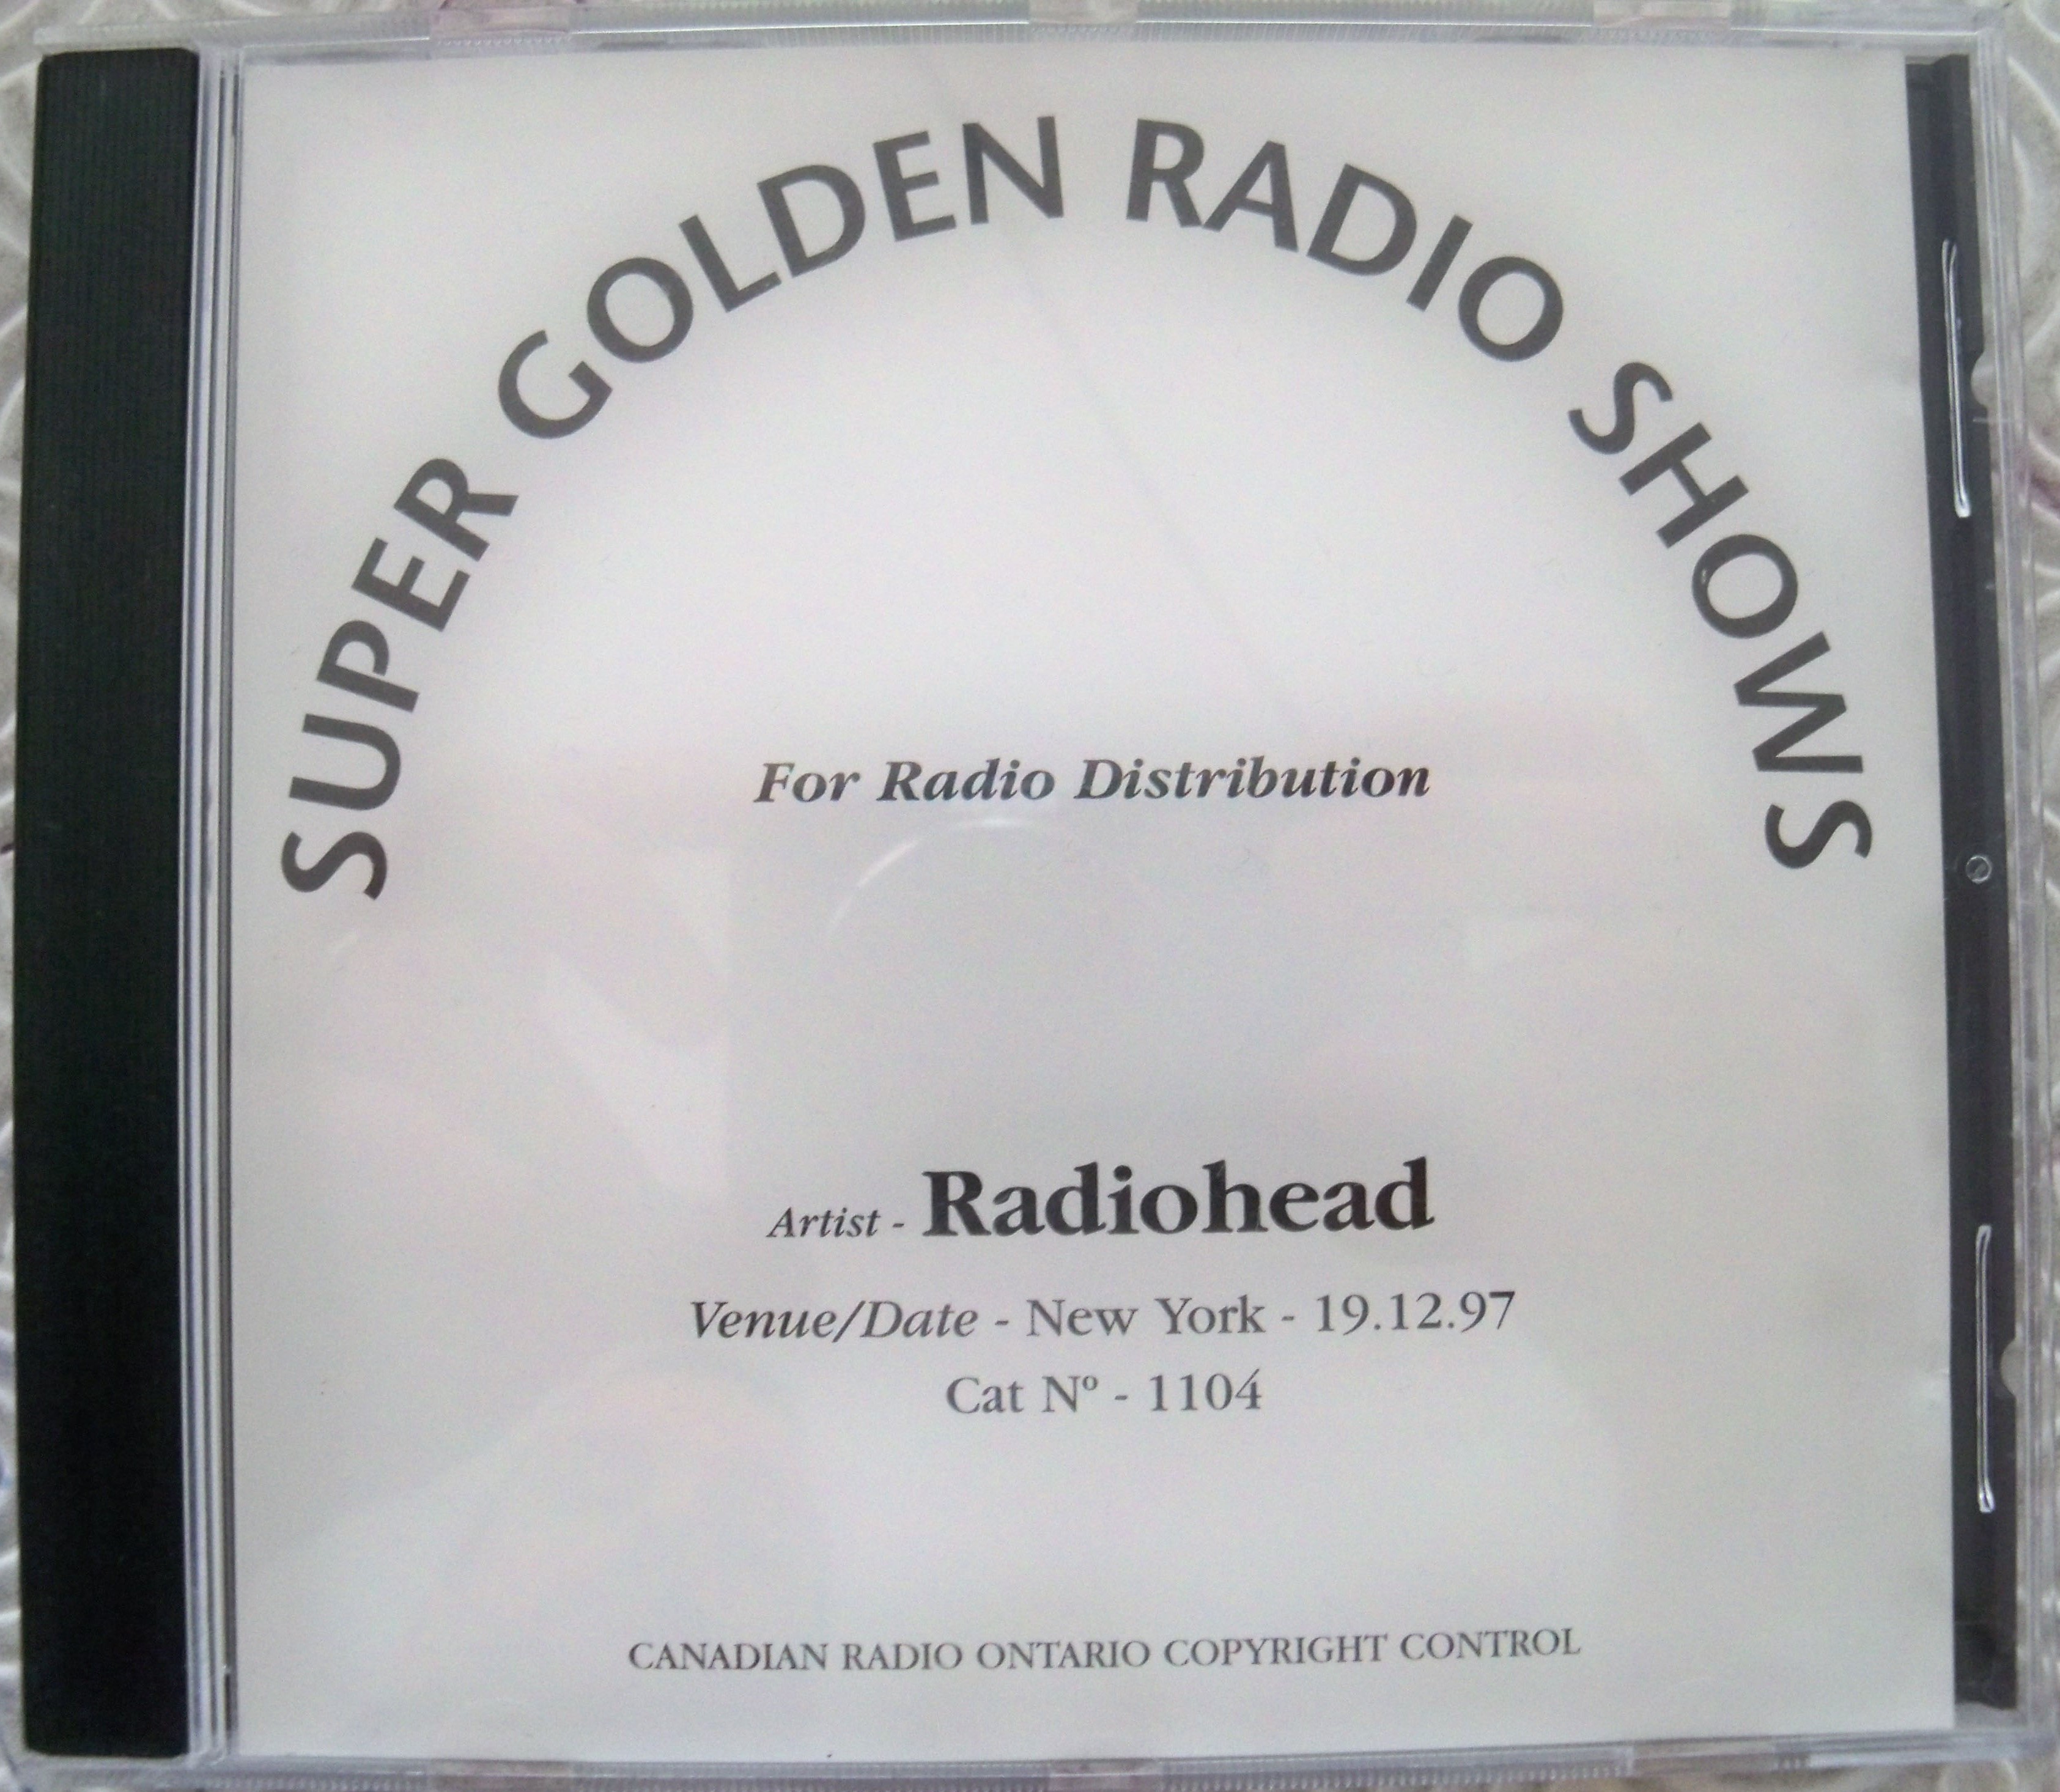 SUPER GOLDEN RADIO SHOWS
For Radio Distribution
Artist - Radiohead
Venue/Date - New York - 19.12.97
Cat Nº - 1104
CANADIAN RADIO ONTARIO COPYRIGHT CONTROL